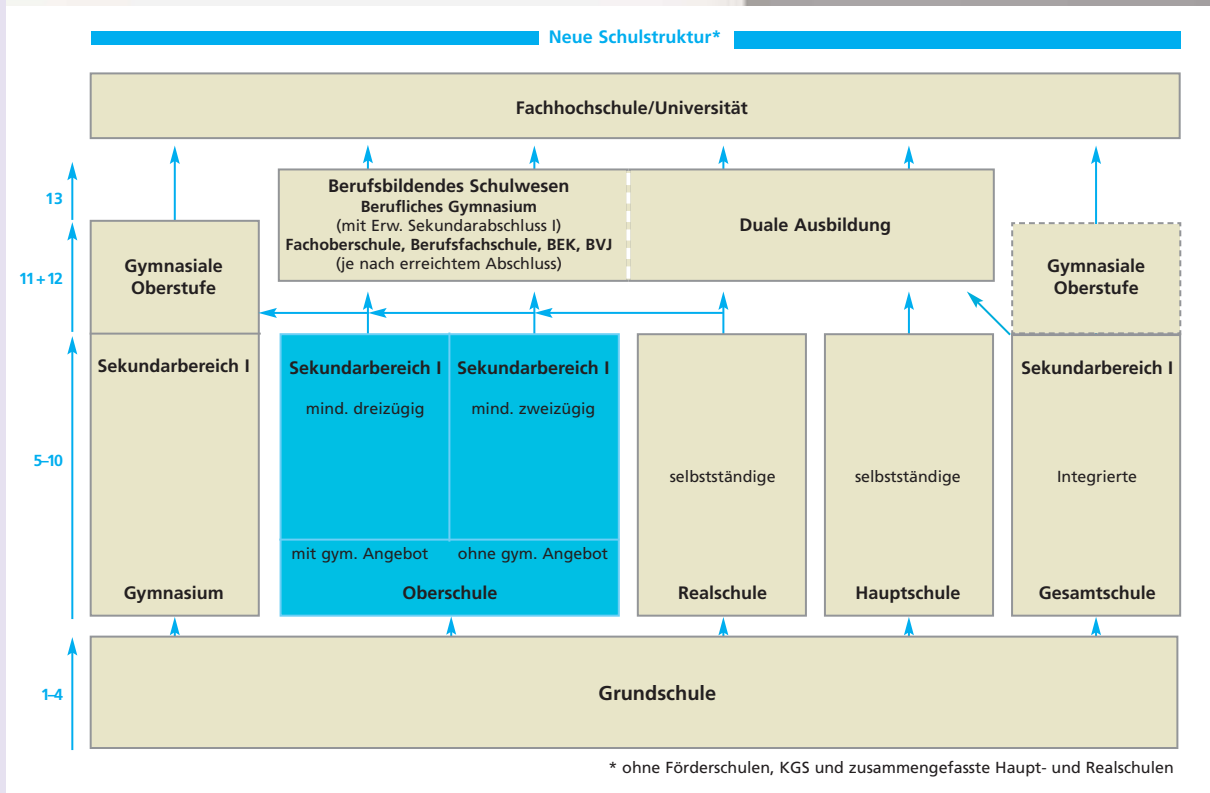 Neue Schulstruktur*
Fachhochschule/Universität
13
Berufsbildendes Schulwesen
Berufliches Gymnasium
(mit Erw. Sekundarabschluss I)
Fachoberschule, Berufsfachschule, BEK, BVJ
(je nach erreichtem Abschluss)
Duale Ausbildung
11 + 12
Gymnasiale
Oberstufe
Gymnasiale
Oberstufe
5–10
Sekundarbereich I
Gymnasium
Sekundarbereich I
mind. dreizügig
mit gym. Angebot
Sekundarbereich I
mind. zweizügig
ohne gym. Angebot
Oberschule
selbstständige
Realschule
selbstständige
Hauptschule
Sekundarbereich I
Integrierte
Gesamtschule
1–4
Grundschule
* ohne Förderschulen, KGS und zusammengefasste Haupt- und Realschulen